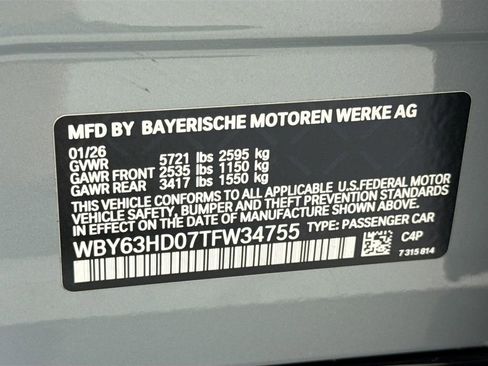 MFD BY BAYERISCHE MOTOREN WERKE AG
01/26
GVWR 5721 lbs 2595 kg
GAWR FRONT 2535 lbs 1150 kg
GAWR REAR 3417 lbs 1550 kg
THIS VEHICLE CONFORMS TO ALL APPLICABLE U.S.FEDERAL MOTOR
VEHICLE SAFETY, BUMPER, AND THEFT PREVENTION STANDARDS
IN EFFECT ON THE DATE OF MANUFACTURE SHOWN ABOVE.
WBY63HD07TFW34755 TYPE: PASSENGER CAR
C4P
7 315 814